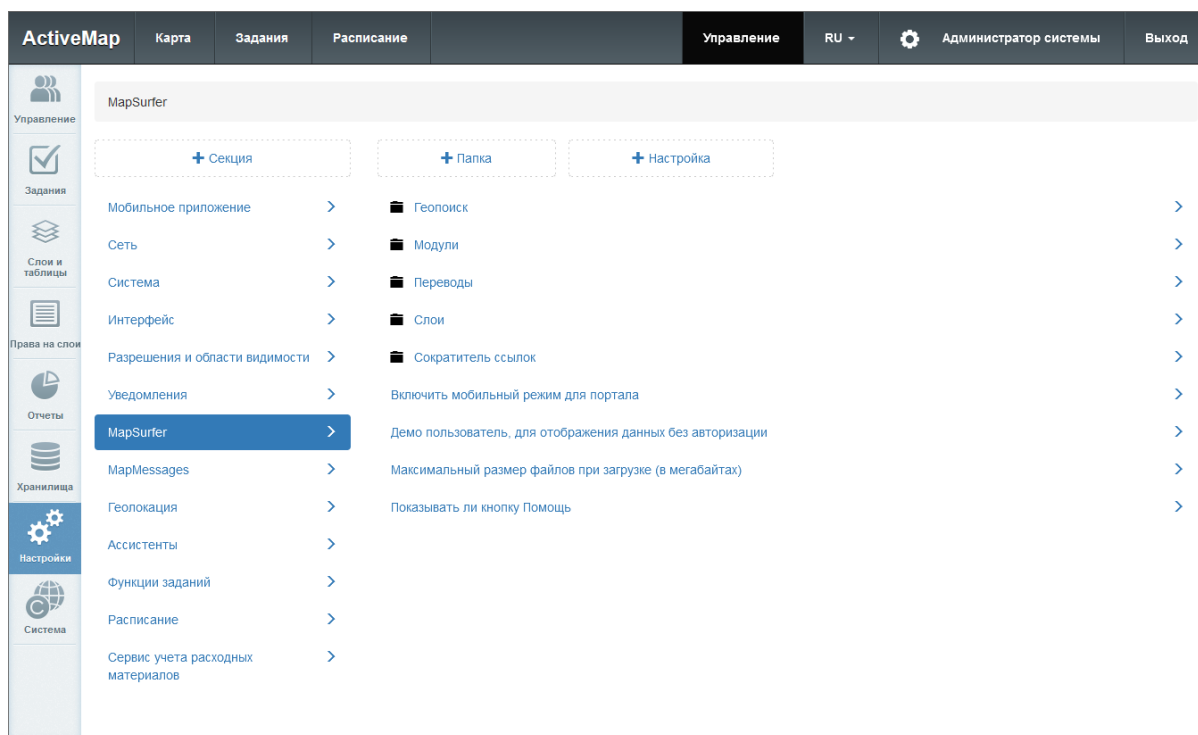 ActiveMap Карта Задания Расписание Управление RU Администратор системы Выход
Управление
Задания
Слои и
таблицы
Права на слои
Отчеты
Хранилища
Настройки
Система
MapSurfer
+ Секция
+ Папка
+ Настройка
Мобильное приложение
Сеть
Система
Интерфейс
Разрешения и области видимости
Уведомления
MapSurfer
MapMessages
Геолокация
Ассистенты
Функции заданий
Расписание
Сервис учета расходных
материалов
Геопоиск
Модули
Переводы
Слои
Сократитель ссылок
Включить мобильный режим для портала
Демо пользователь, для отображения данных без авторизации
Максимальный размер файлов при загрузке (в мегабайтах)
Показывать ли кнопку Помощь